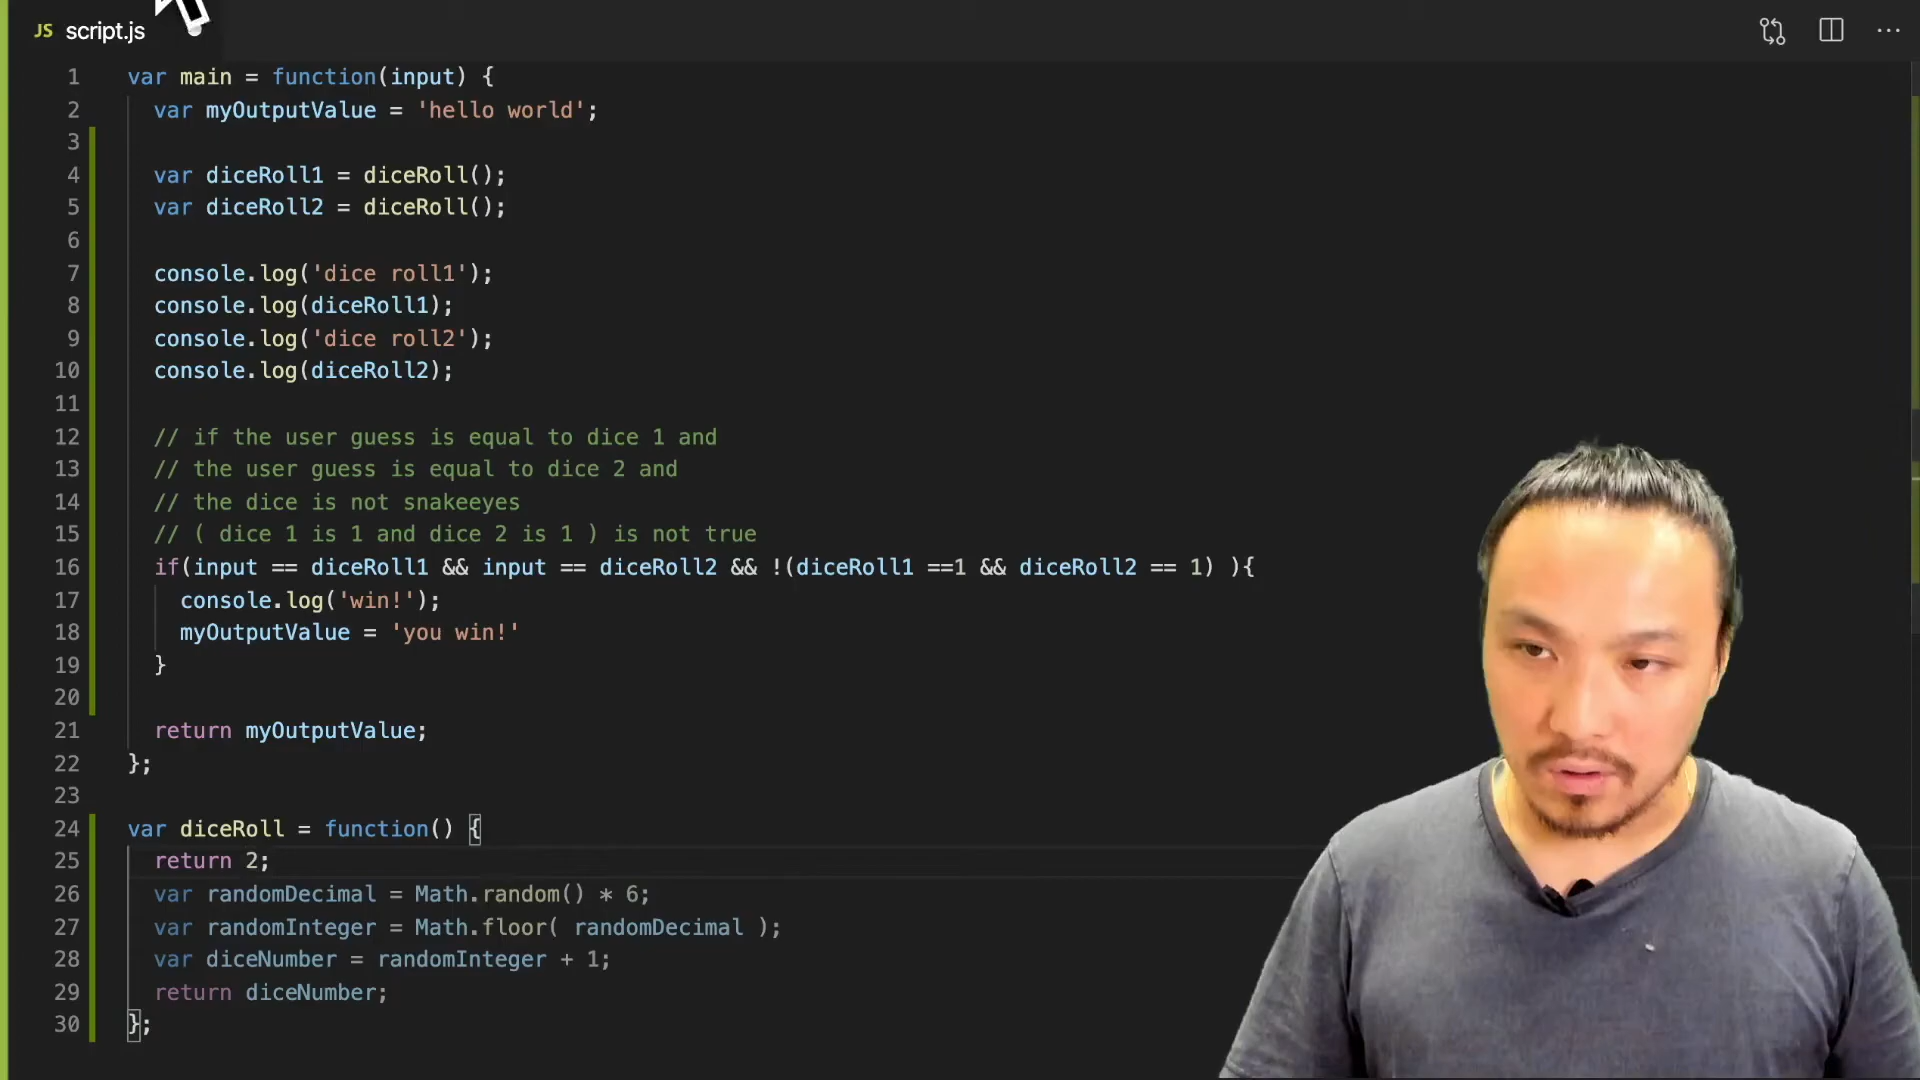 JS script.js
1 var main = function(input) {
2 var myOutputValue = 'hello world';
3
4 var diceRoll1 = diceRoll();
5 var diceRoll2 = diceRoll();
6
7 console.log('dice roll1');
8 console.log(diceRoll1);
9 console.log('dice roll2');
10 console.log(diceRoll2);
11
12 // if the user guess is equal to dice 1 and
13 // the user guess is equal to dice 2 and
14 // the dice is not snakeeyes
15 // ( dice 1 is 1 and dice 2 is 1 ) is not true
16 if(input == diceRoll1 && input == diceRoll2 && !(diceRoll1 ==1 && diceRoll2 == 1) ){
17 console.log('win!');
18 myOutputValue = 'you win!'
19 }
20
21 return myOutputValue;
22 };
23
24 var diceRoll = function() {
25 return 2;
26 var randomDecimal = Math.random() * 6;
27 var randomInteger = Math.floor( randomDecimal );
28 var diceNumber = randomInteger + 1;
29 return diceNumber;
30 };